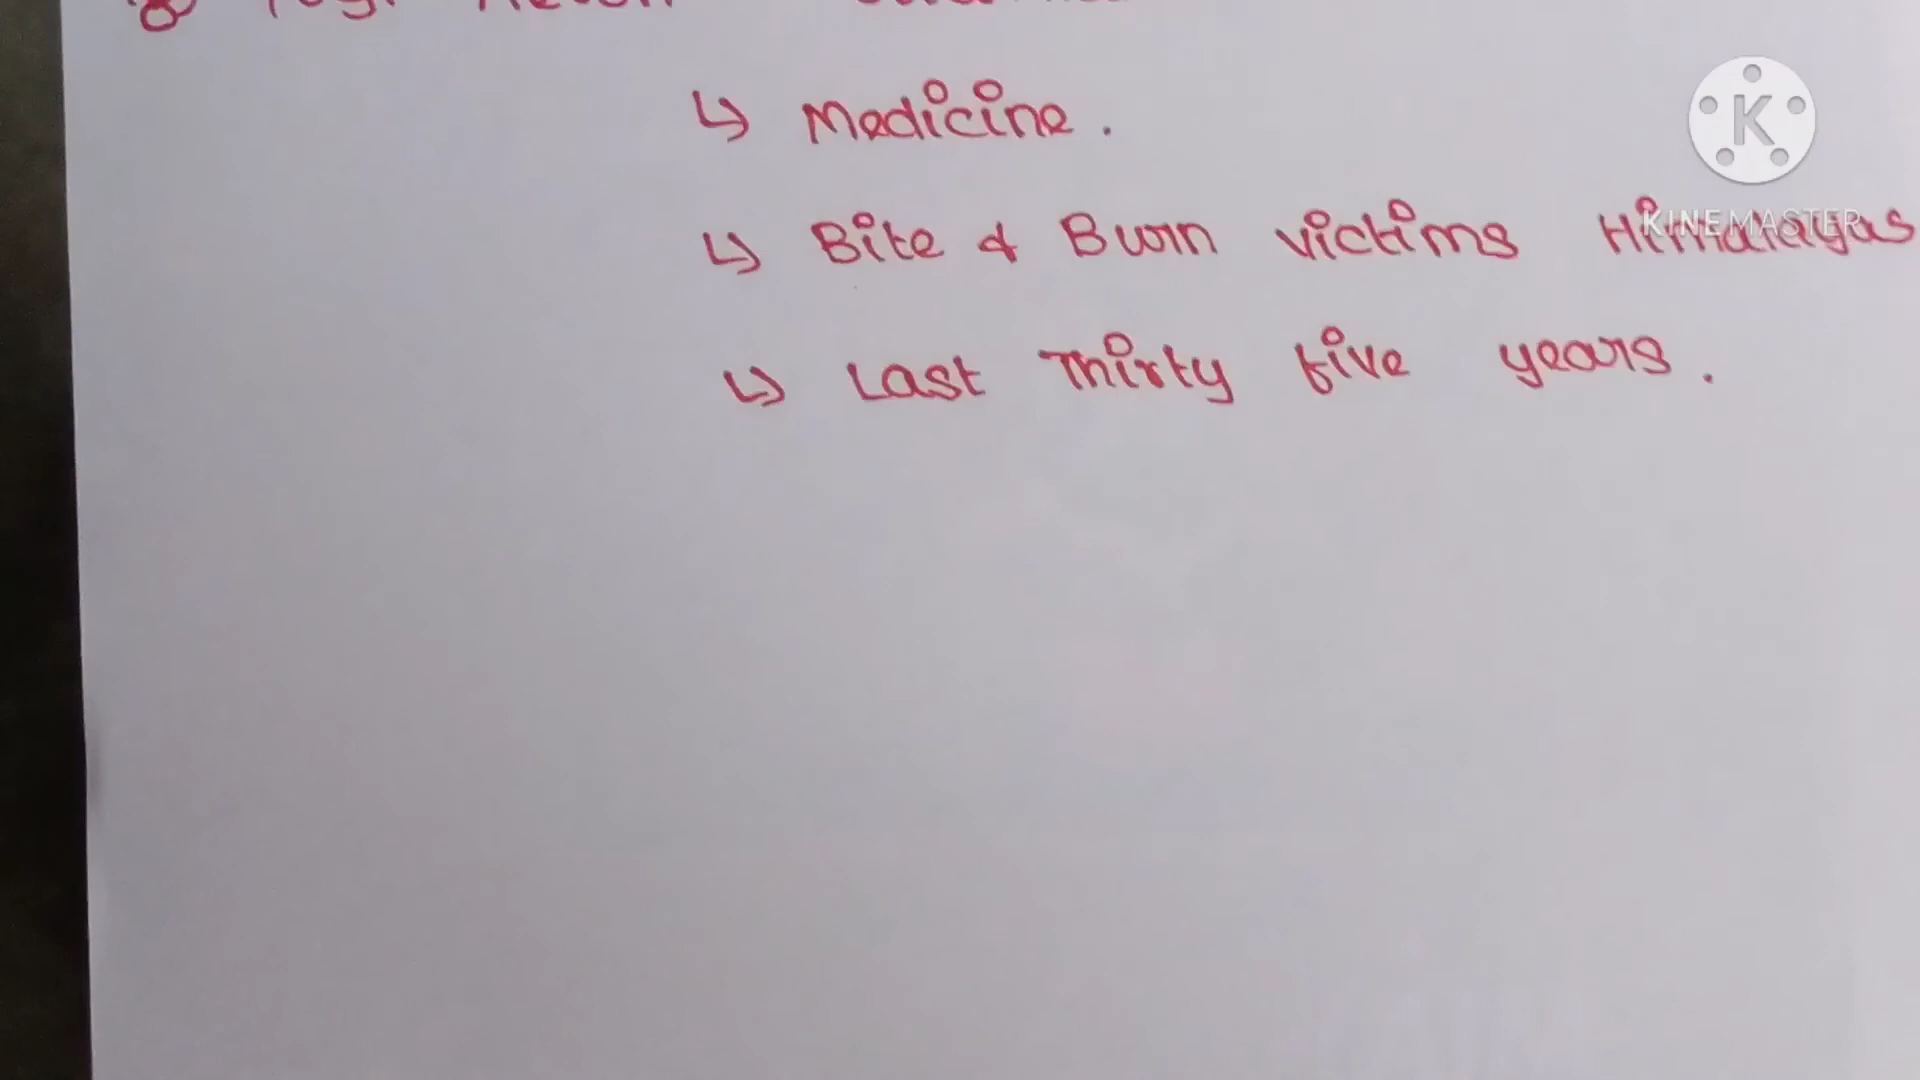 ↳ Medicine.
↳ Bite & Burn victims Himalayas
↳ Last Thirty five years.
KINEMASTER